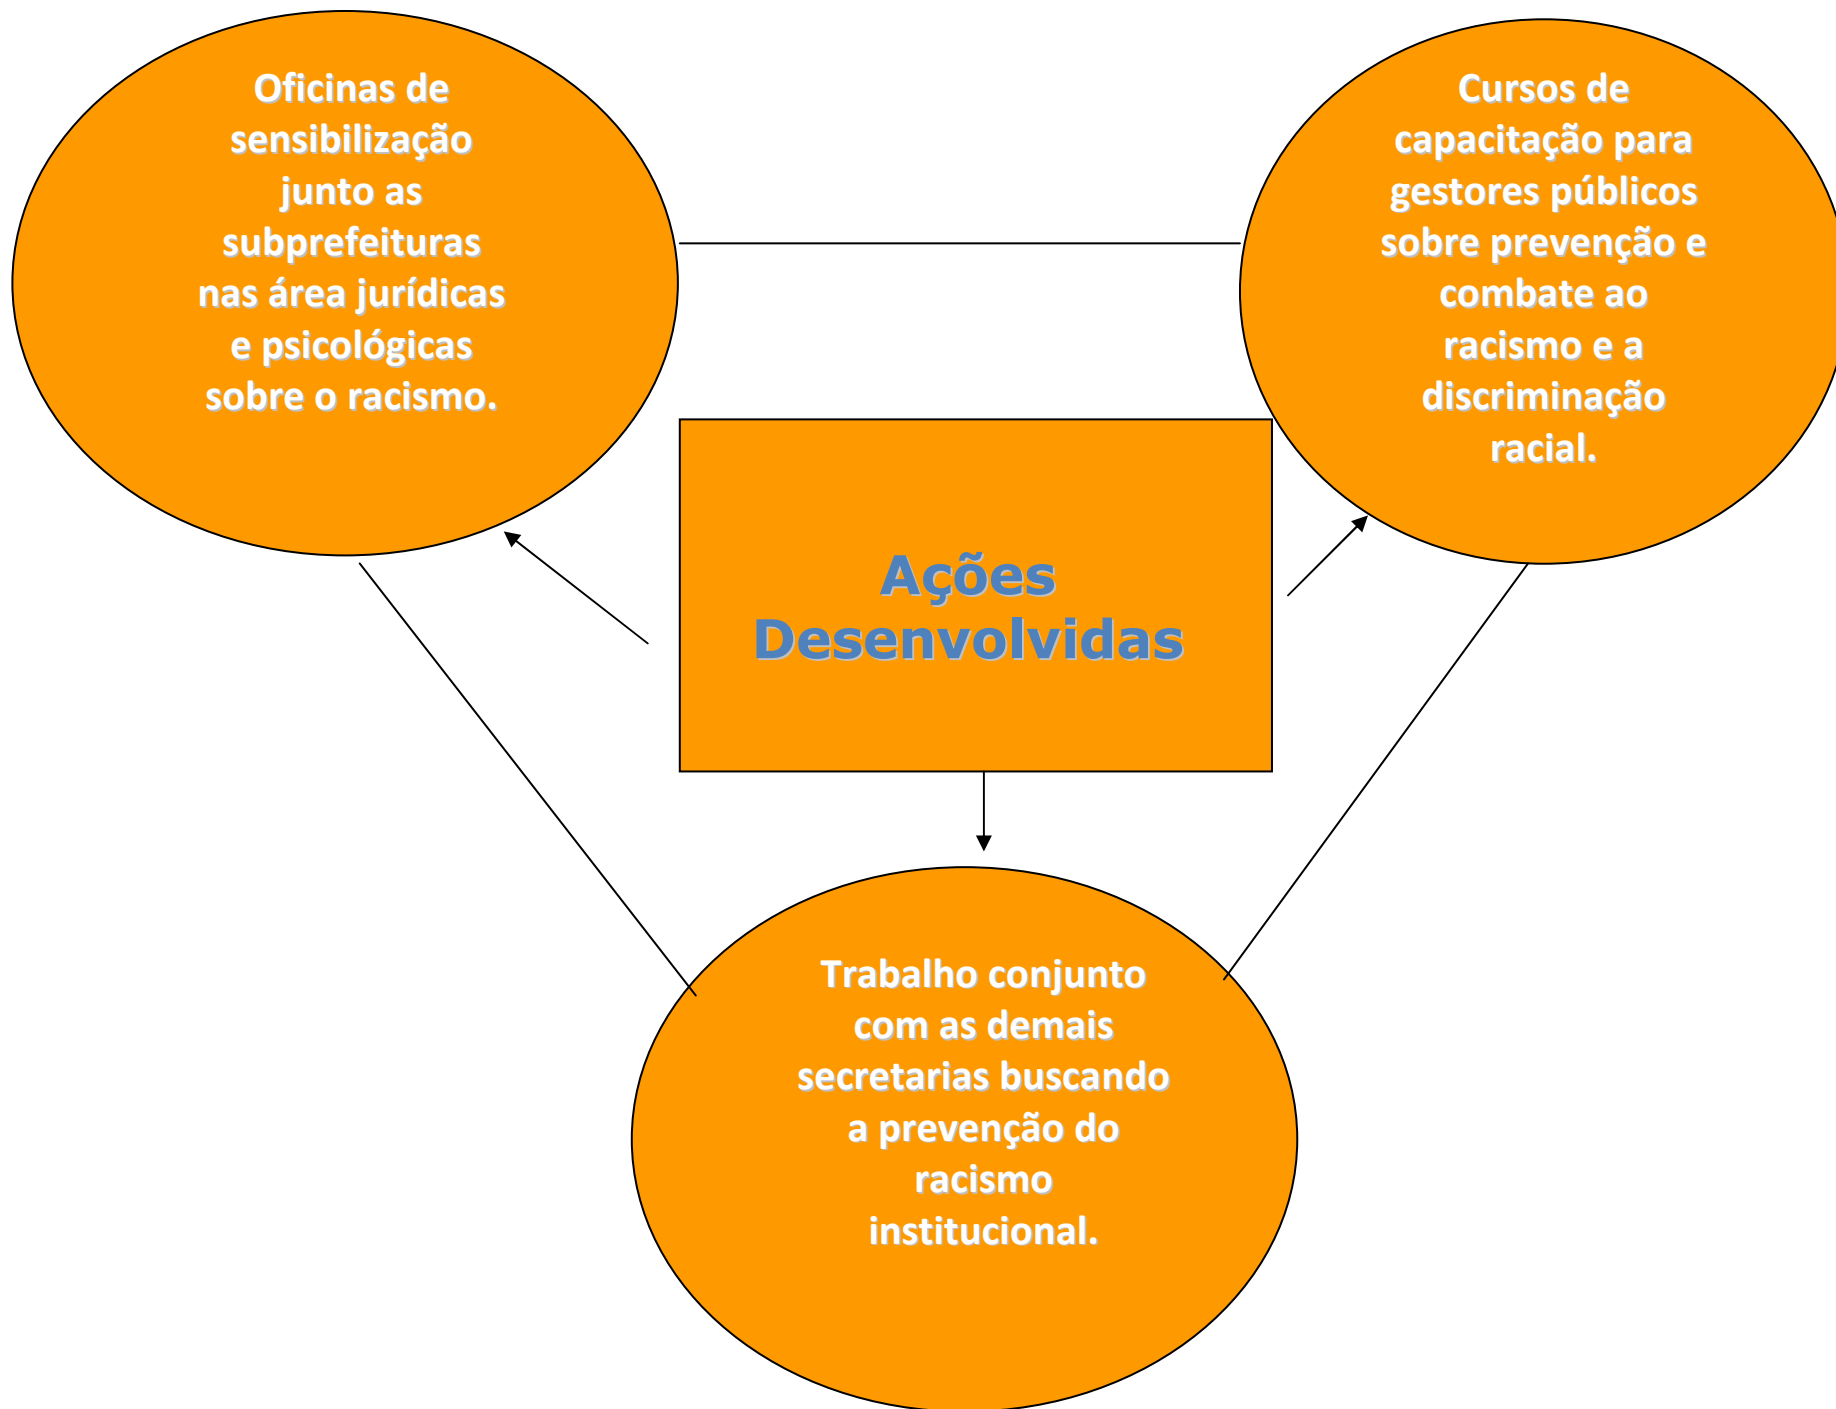 Oficinas de
sensibilização
junto as
subprefeituras
nas área jurídicas
e psicológicas
sobre o racismo.
Cursos de
capacitação para
gestores públicos
sobre prevenção e
combate ao
racismo e a
discriminação
racial.
Ações
Desenvolvidas
Trabalho conjunto
com as demais
secretarias buscando
a prevenção do
racismo
institucional.